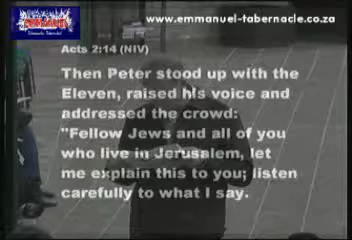 www.emmanuel-tabernacle.co.za
EMMANUEL
Acts 2:14 (NIV)
Then Peter stood up with the
Eleven, raised his voice and
addressed the crowd:
"Fellow Jews and all of you
who live in Jerusalem, let
me explain this to you; listen
carefully to what I say.